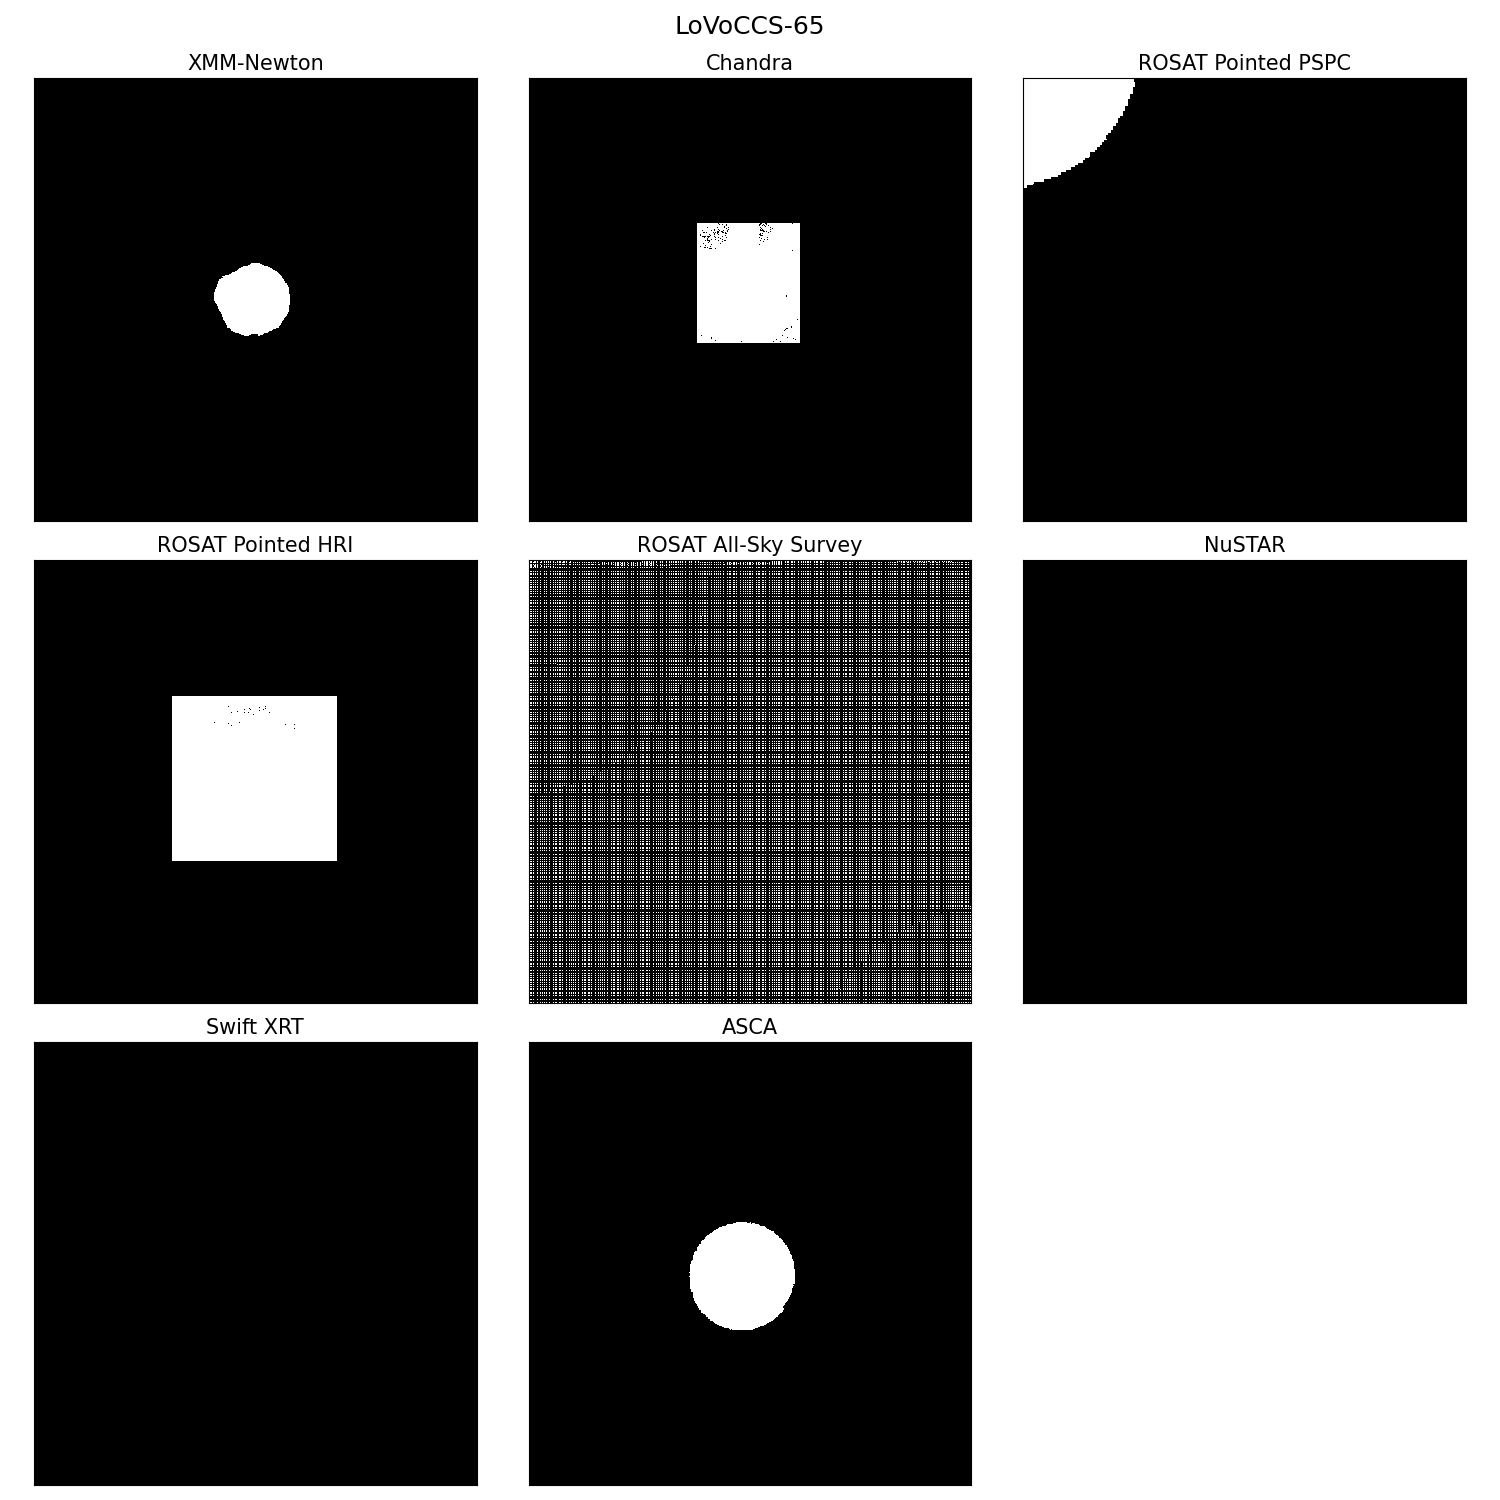 LoVoCCS-65
XMM-Newton
Chandra
ROSAT Pointed PSPC
ROSAT Pointed HRI
ROSAT All-Sky Survey
NuSTAR
Swift XRT
ASCA